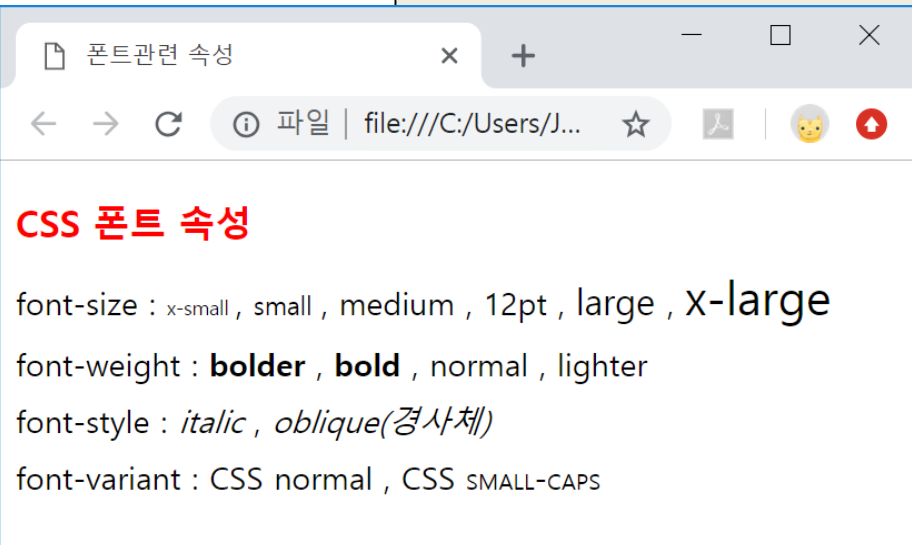 폰트관련 속성
파일 | file:///C:/Users/J...
CSS 폰트 속성
font-size : x-small , small , medium , 12pt , large , x-large
font-weight : bolder , bold , normal , lighter
font-style : italic , oblique(경사체)
font-variant : CSS normal , CSS SMALL-CAPS